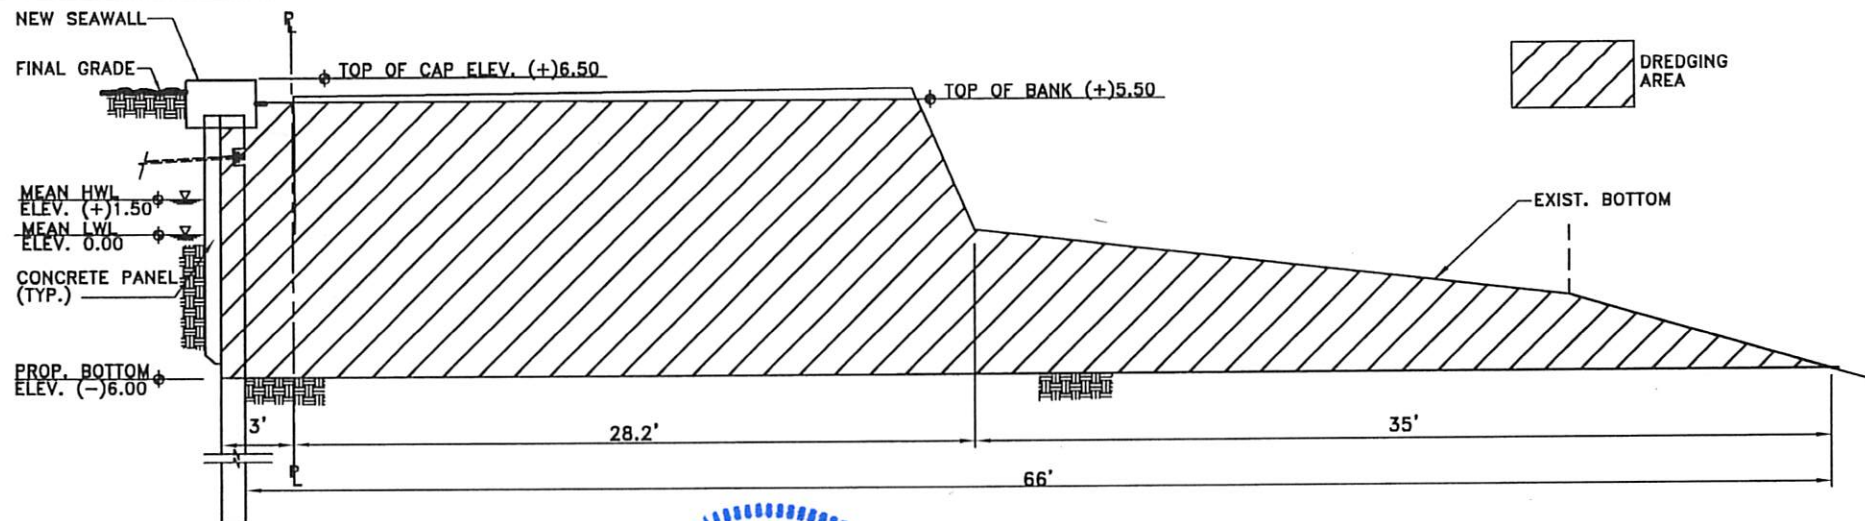 NEW SEAWALL
FINAL GRADE
PL
TOP OF CAP ELEV. (+)6.50
TOP OF BANK (+)5.50
DREDGING
AREA
MEAN HWL
ELEV. (+)1.50
MEAN LWL
ELEV. 0.00
EXIST. BOTTOM
CONCRETE PANEL
(TYP.)
PROP. BOTTOM
ELEV. (-)6.00
3'
28.2'
35'
PL
66'